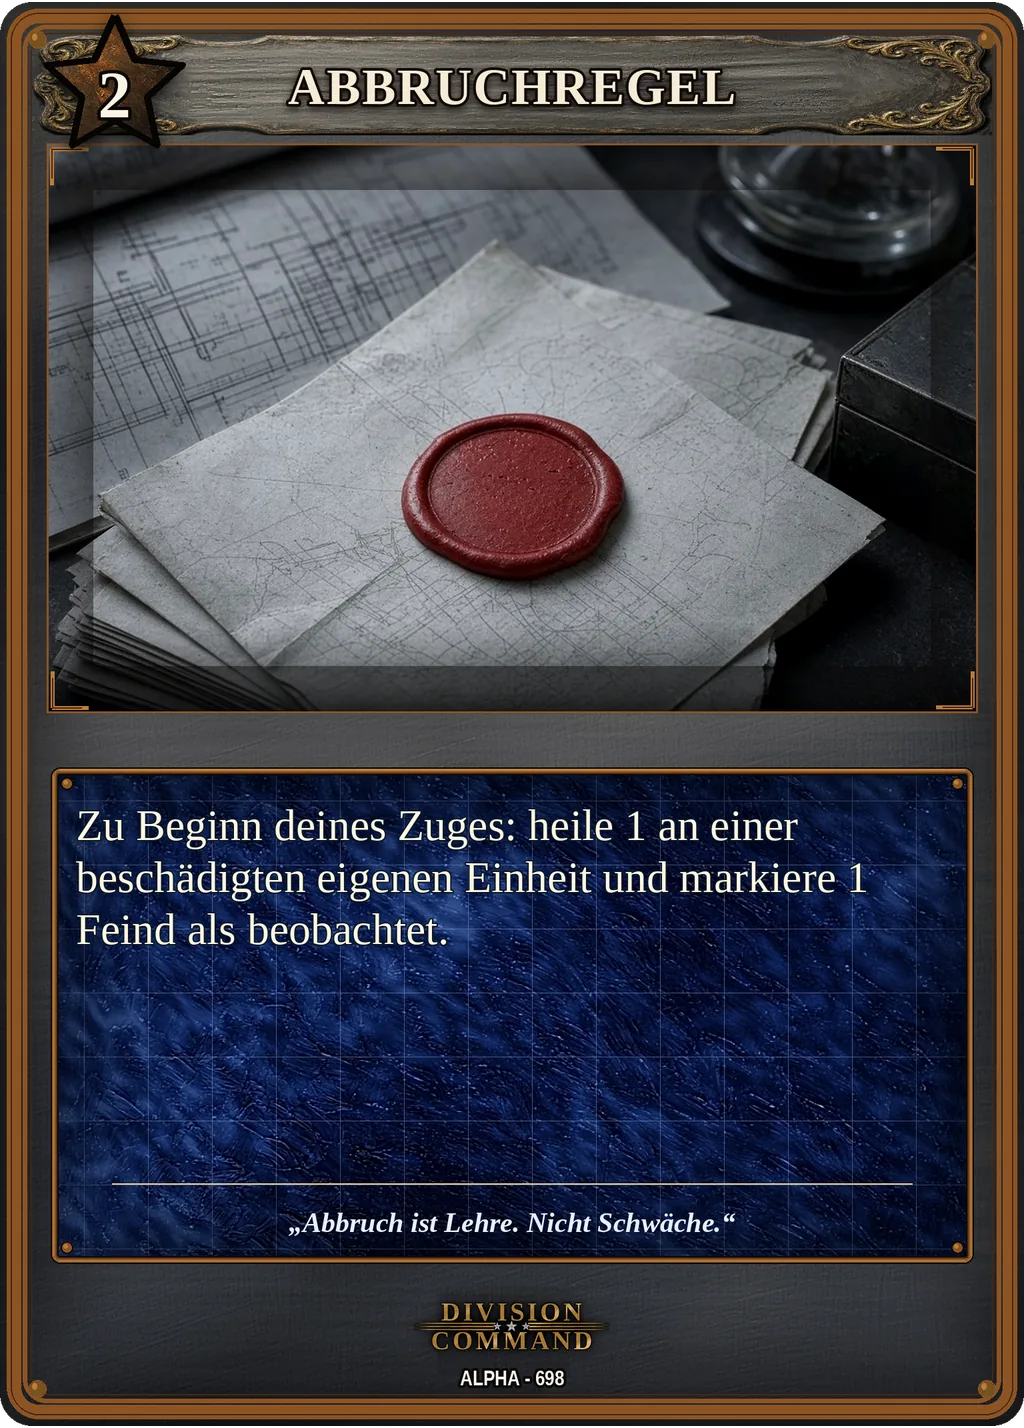 2
ABBRUCHREGEL
Zu Beginn deines Zuges: heile 1 an einer
beschädigten eigenen Einheit und markiere 1
Feind als beobachtet.
„Abbruch ist Lehre. Nicht Schwäche.“
DIVISION
COMMAND
ALPHA - 698